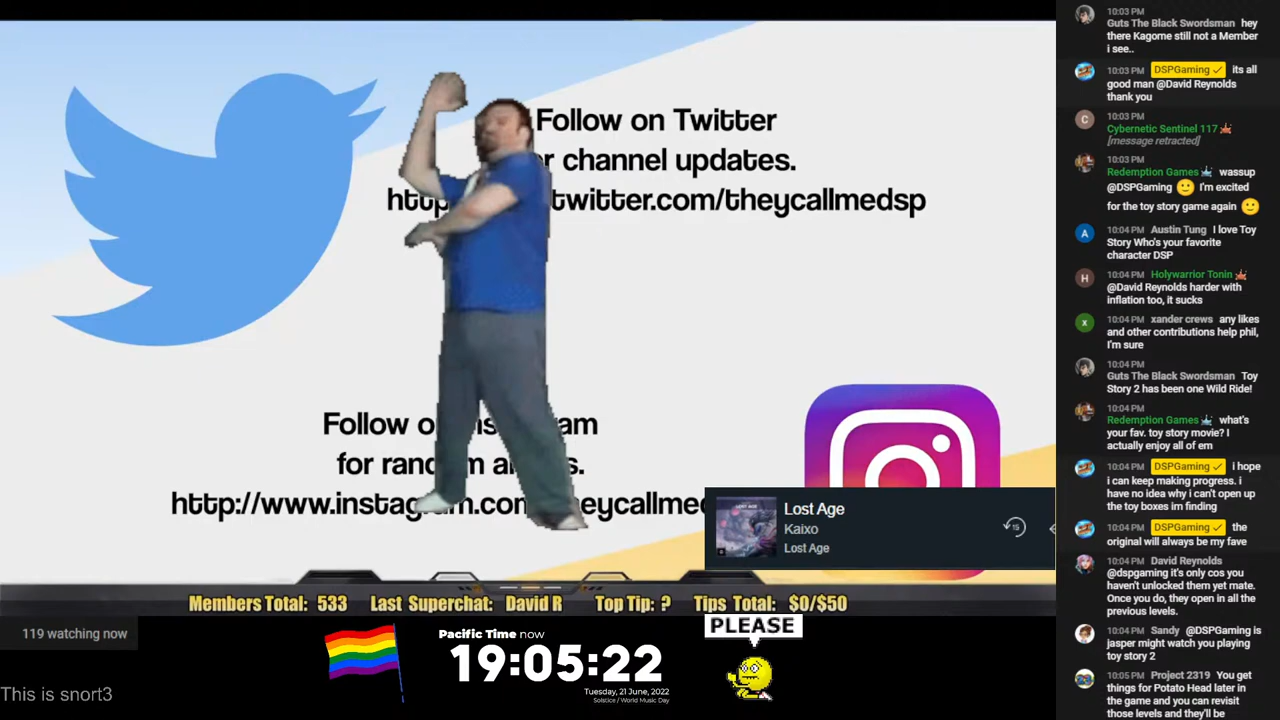 Follow on Twitter
channel updates.
twitter.com/theycallmedsp
Follow
for
http://www.instagram.com
Lost Age
Kaixo
Lost Age
15
Members Total: 533 Last Superchat: David R Top Tip: ? Tips Total: $0/$50
119 watching now
This is snort3
Pacific Time now
19:05:22
Tuesday, 21 June, 2022
Solstice / World Music Day
PLEASE
10:03 PM
Guts The Black Swordsman hey
there Kagome still not a Member
i see..
10:03 PM DSPGaming its all
good man @David Reynolds
thank you
10:03 PM
Cybernetic Sentinel 117
[message retracted]
10:03 PM
Redemption Games wassup
@DSPGaming I'm excited
for the toy story game again
10:04 PM Austin Tung I love Toy
Story Who's your favorite
character DSP
10:04 PM Holywarrior Tonin
@David Reynolds harder with
inflation too, it sucks
10:04 PM xander crews any likes
and other contributions help phil,
I'm sure
10:04 PM
Guts The Black Swordsman Toy
Story 2 has been one Wild Ride!
10:04 PM
Redemption Games what's
your fav. toy story movie? I
actually enjoy all of em
10:04 PM DSPGaming i hope
i can keep making progress. i
have no idea why i can't open up
the toy boxes im finding
10:04 PM DSPGaming the
original will always be my fave
10:04 PM David Reynolds
@dspgaming it's only cos you
haven't unlocked them yet mate.
Once you do, they open in all the
previous levels.
10:04 PM Sandy @DSPGaming is
jasper might watch you playing
toy story 2
10:05 PM Project 2319 You get
things for Potato Head later in
the game and you can revisit
those levels and they'll be